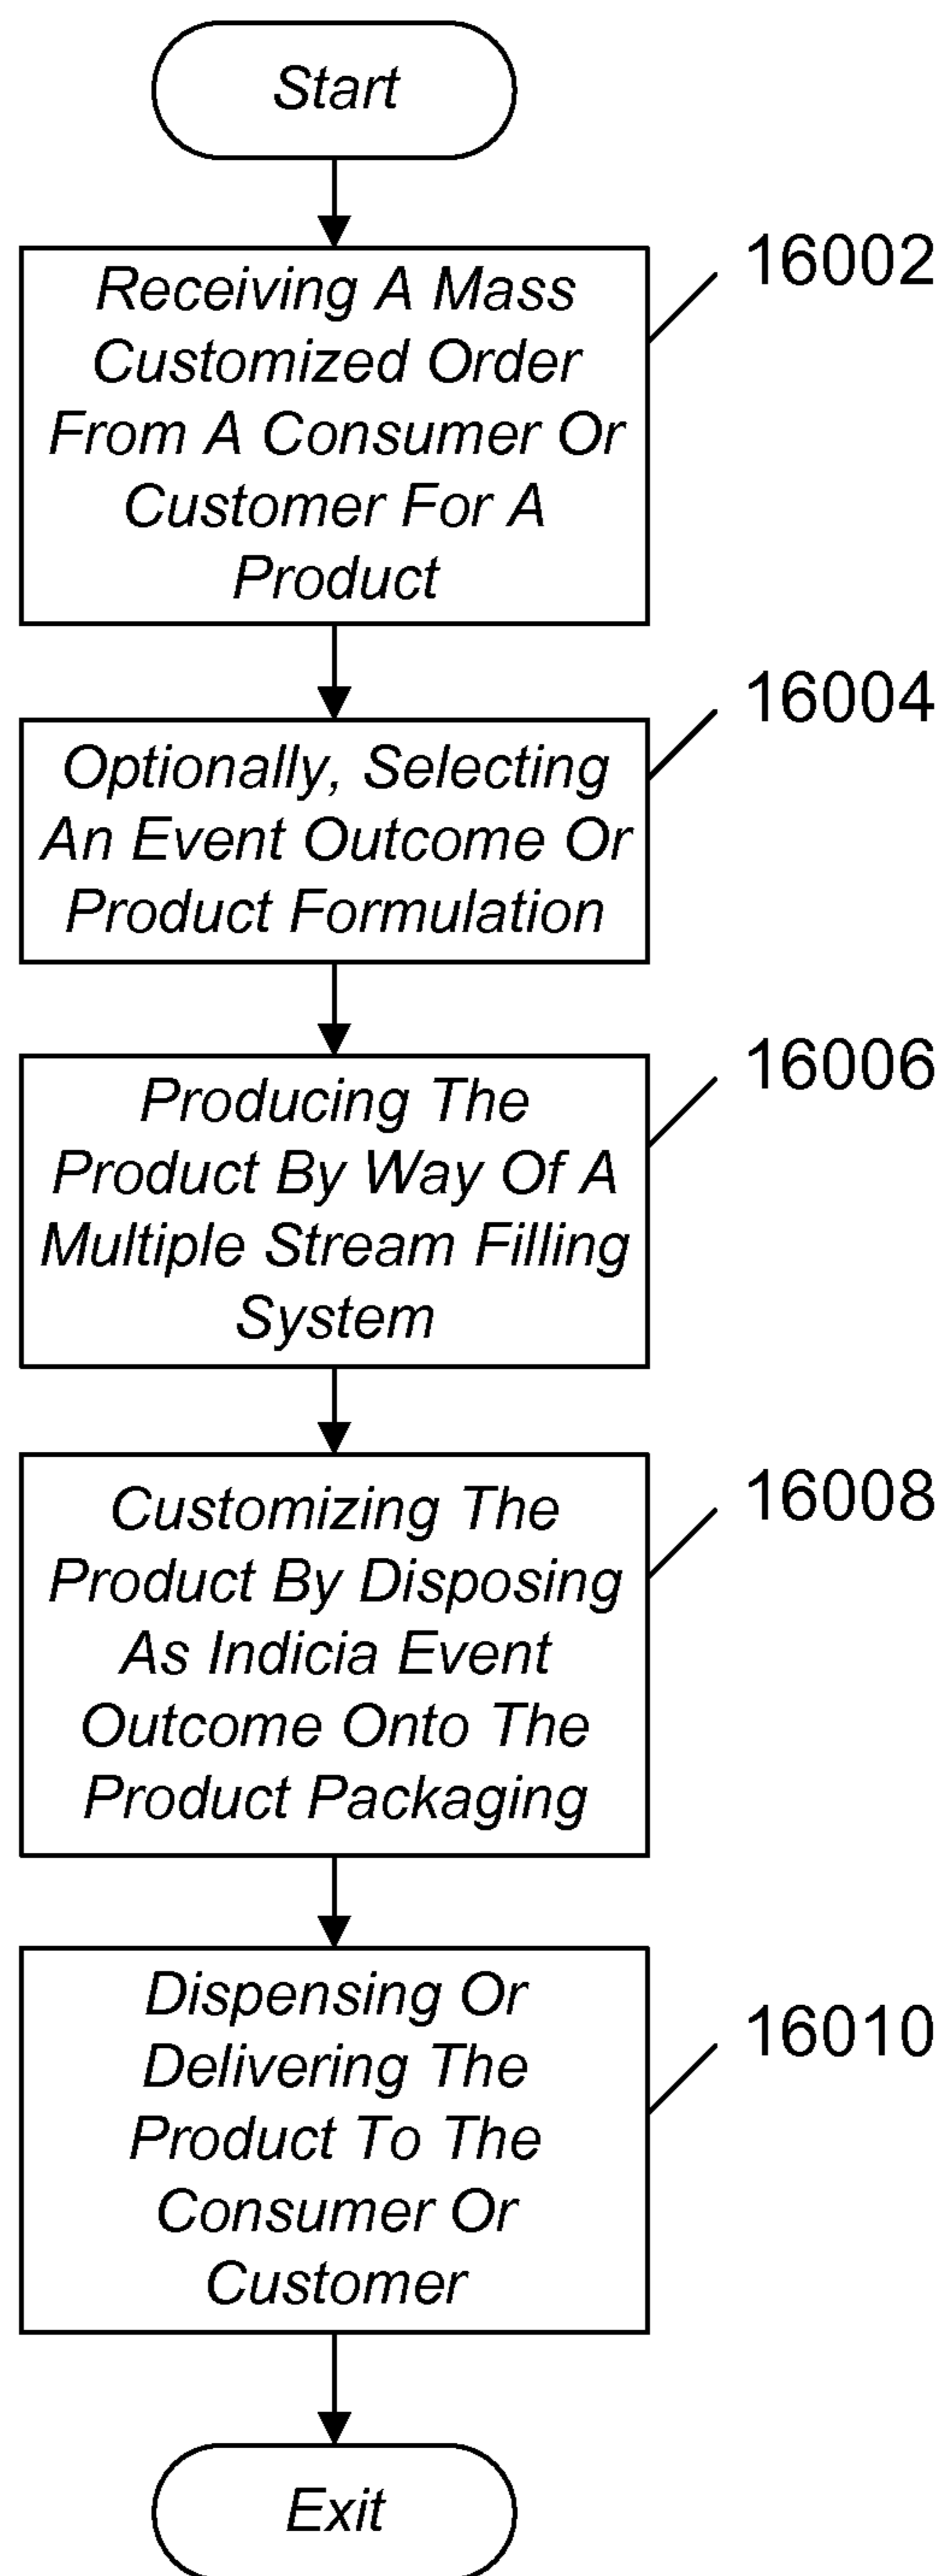 Start
Receiving A Mass
Customized Order
From A Consumer Or
Customer For A
Product
16002
Optionally, Selecting
An Event Outcome Or
Product Formulation
16004
Producing The
Product By Way Of A
Multiple Stream Filling
System
16006
Customizing The
Product By Disposing
As Indicia Event
Outcome Onto The
Product Packaging
16008
Dispensing Or
Delivering The
Product To The
Consumer Or
Customer
16010
Exit